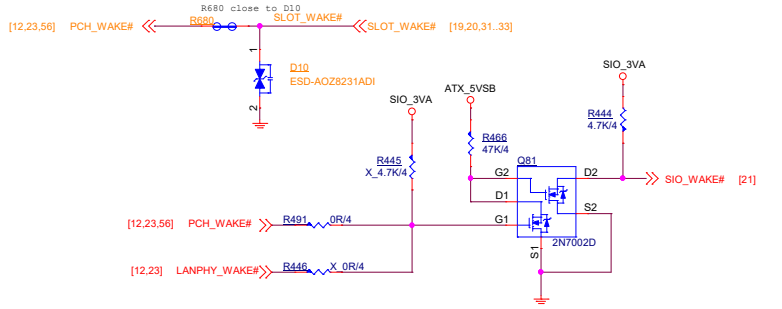 R680 close to D10
[12,23,56] PCH_WAKE# R680 SLOT_WAKE# SLOT_WAKE# [19,20,31..33]
1
D10
ESD-AOZ8231ADI
2
SIO_3VA
ATX_5VSB
SIO_3VA
R445
X_4.7K/4
R466
47K/4
R444
4.7K/4
Q81
G2 D2
SIO_WAKE# [21]
D1
S2
[12,23,56] PCH_WAKE# R491 0R/4 G1
2N7002D
S1
[12,23] LANPHY_WAKE# R446 X_0R/4